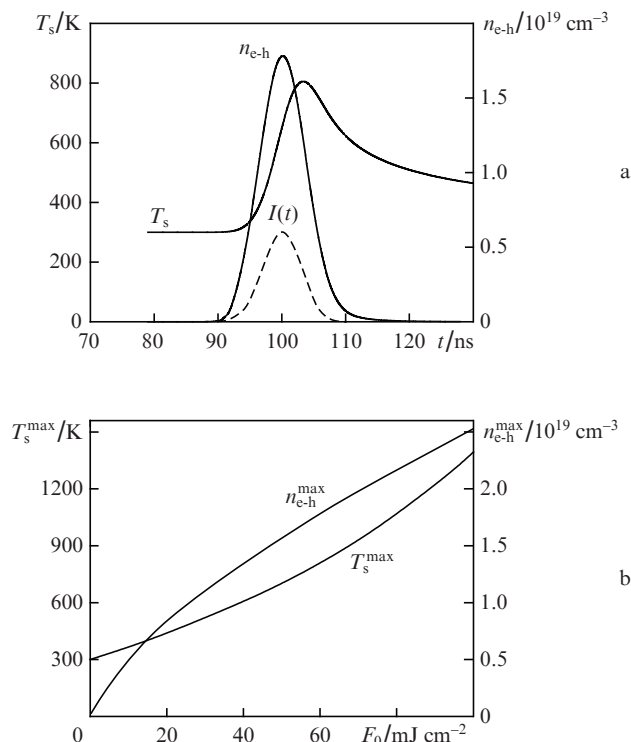 T_s/K n_e-h/10^19 cm^–3
800 n_e-h 1.5
600 1.0 a
400 T_s I(t)
200 0.5
0 0
70 80 90 100 110 120 t/ns
T_s^max/K n_e-h^max/10^19 cm^–3
1200 n_e-h^max 2.0
900 1.5
T_s^max
600 1.0 b
300 0.5
0 20 40 60 F_0/mJ cm^–2 0